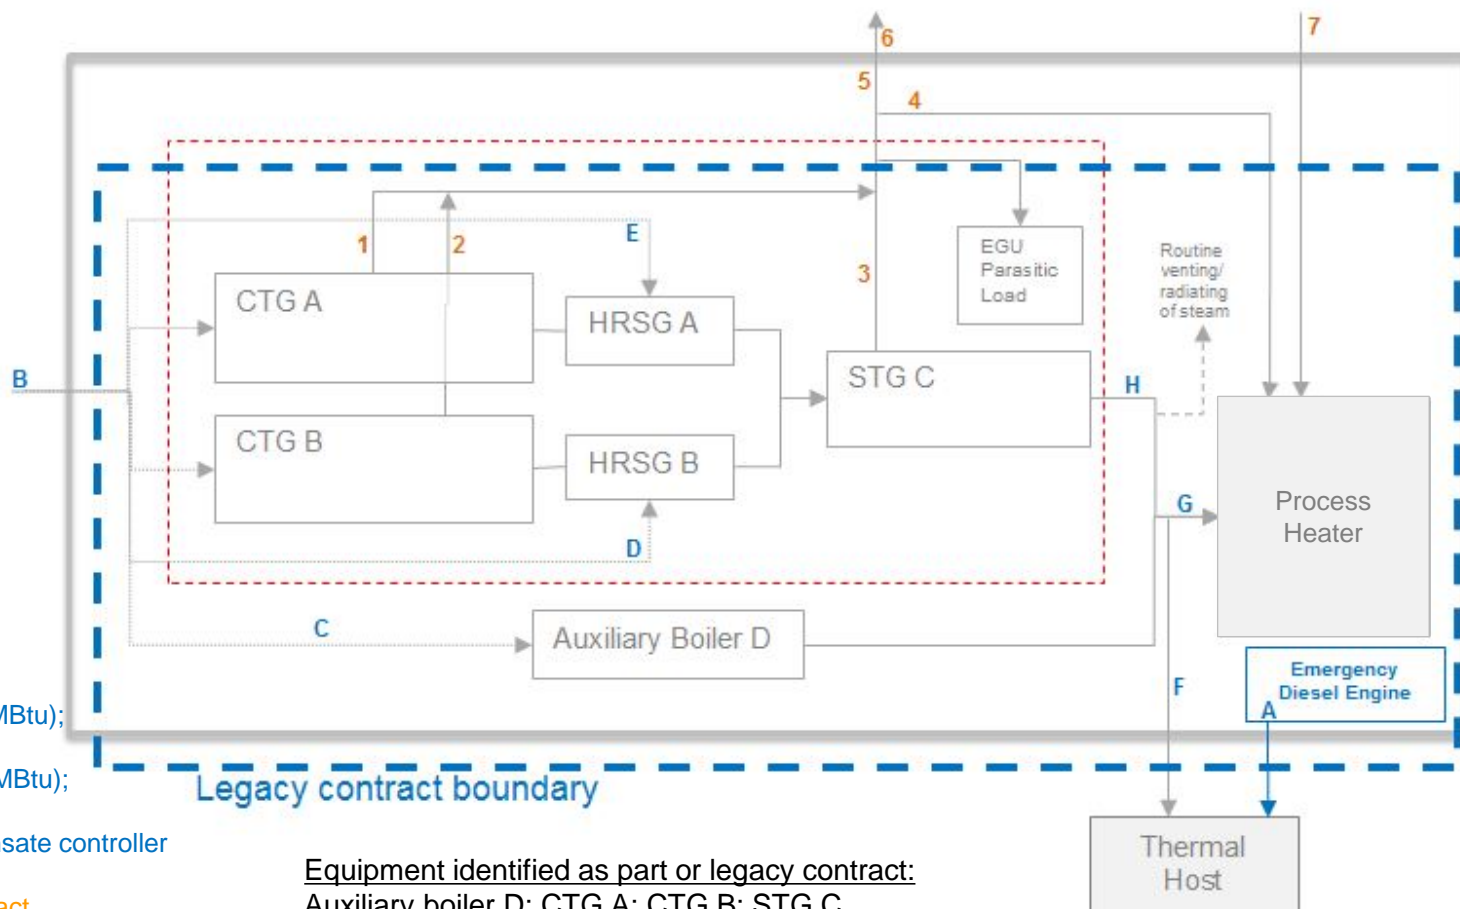 6
7
5
4
E
1
2
3
EGU
Parasitic
Load
Routine
venting/
radiating
of steam
CTG A
HRSG A
STG C
B
H
CTG B
HRSG B
G
Process
Heater
D
C
Auxiliary Boiler D
F
Emergency
Diesel Engine
A
MBtu);
MBtu);
Legacy contract boundary
nsate controller
Equipment identified as part or legacy contract:
Auxiliary boiler D; CTG A; CTG B; STG C
act
Thermal
Host